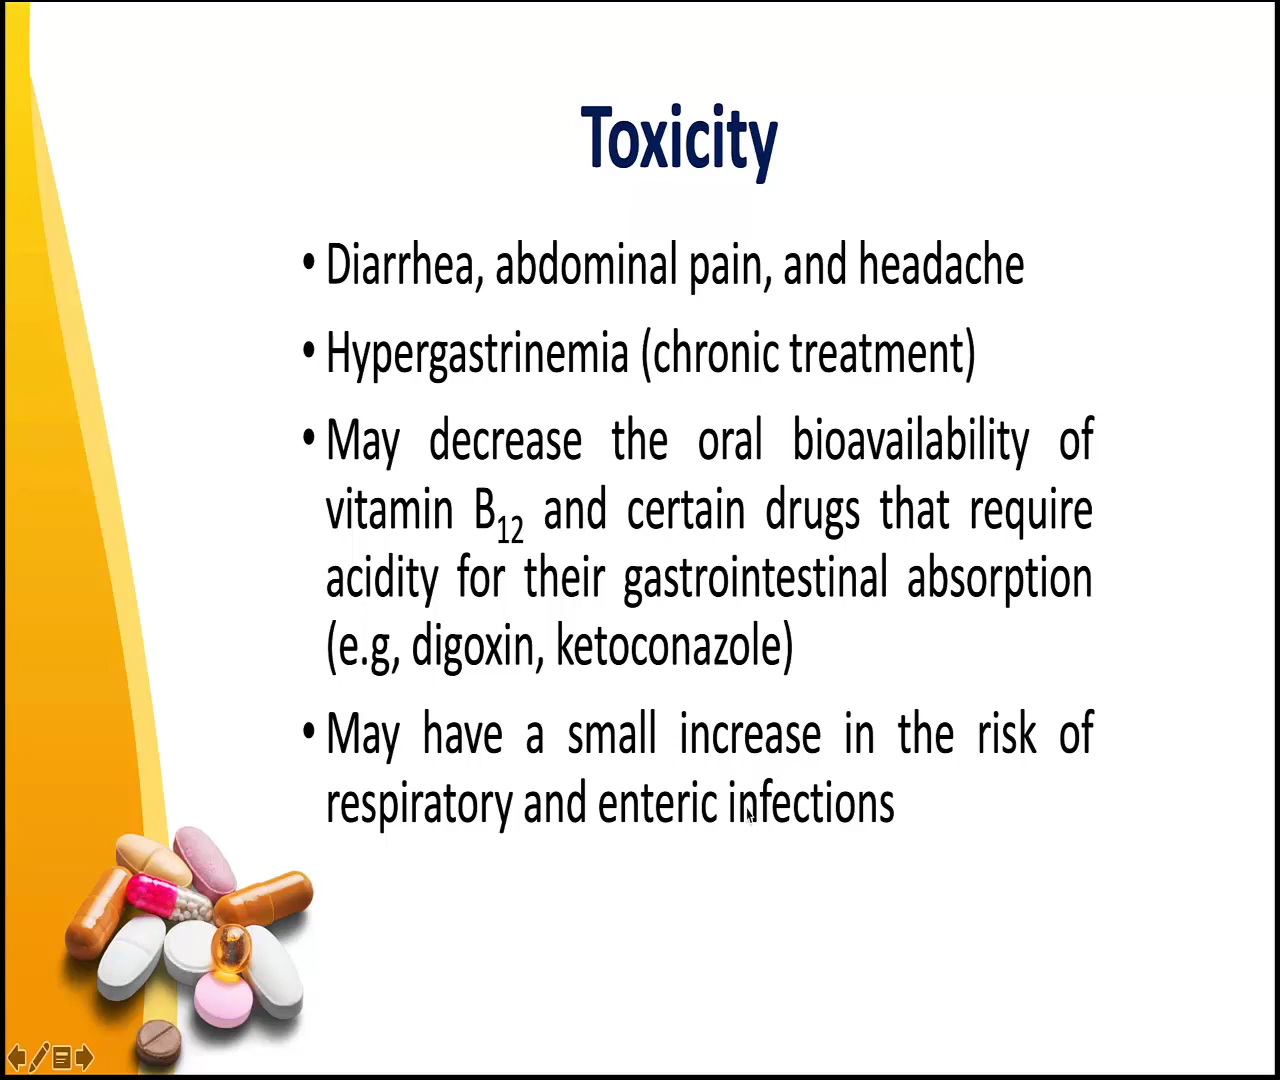 Toxicity
• Diarrhea, abdominal pain, and headache
• Hypergastrinemia (chronic treatment)
• May decrease the oral bioavailability of
vitamin B₁₂ and certain drugs that require
acidity for their gastrointestinal absorption
(e.g, digoxin, ketoconazole)
• May have a small increase in the risk of
respiratory and enteric infections